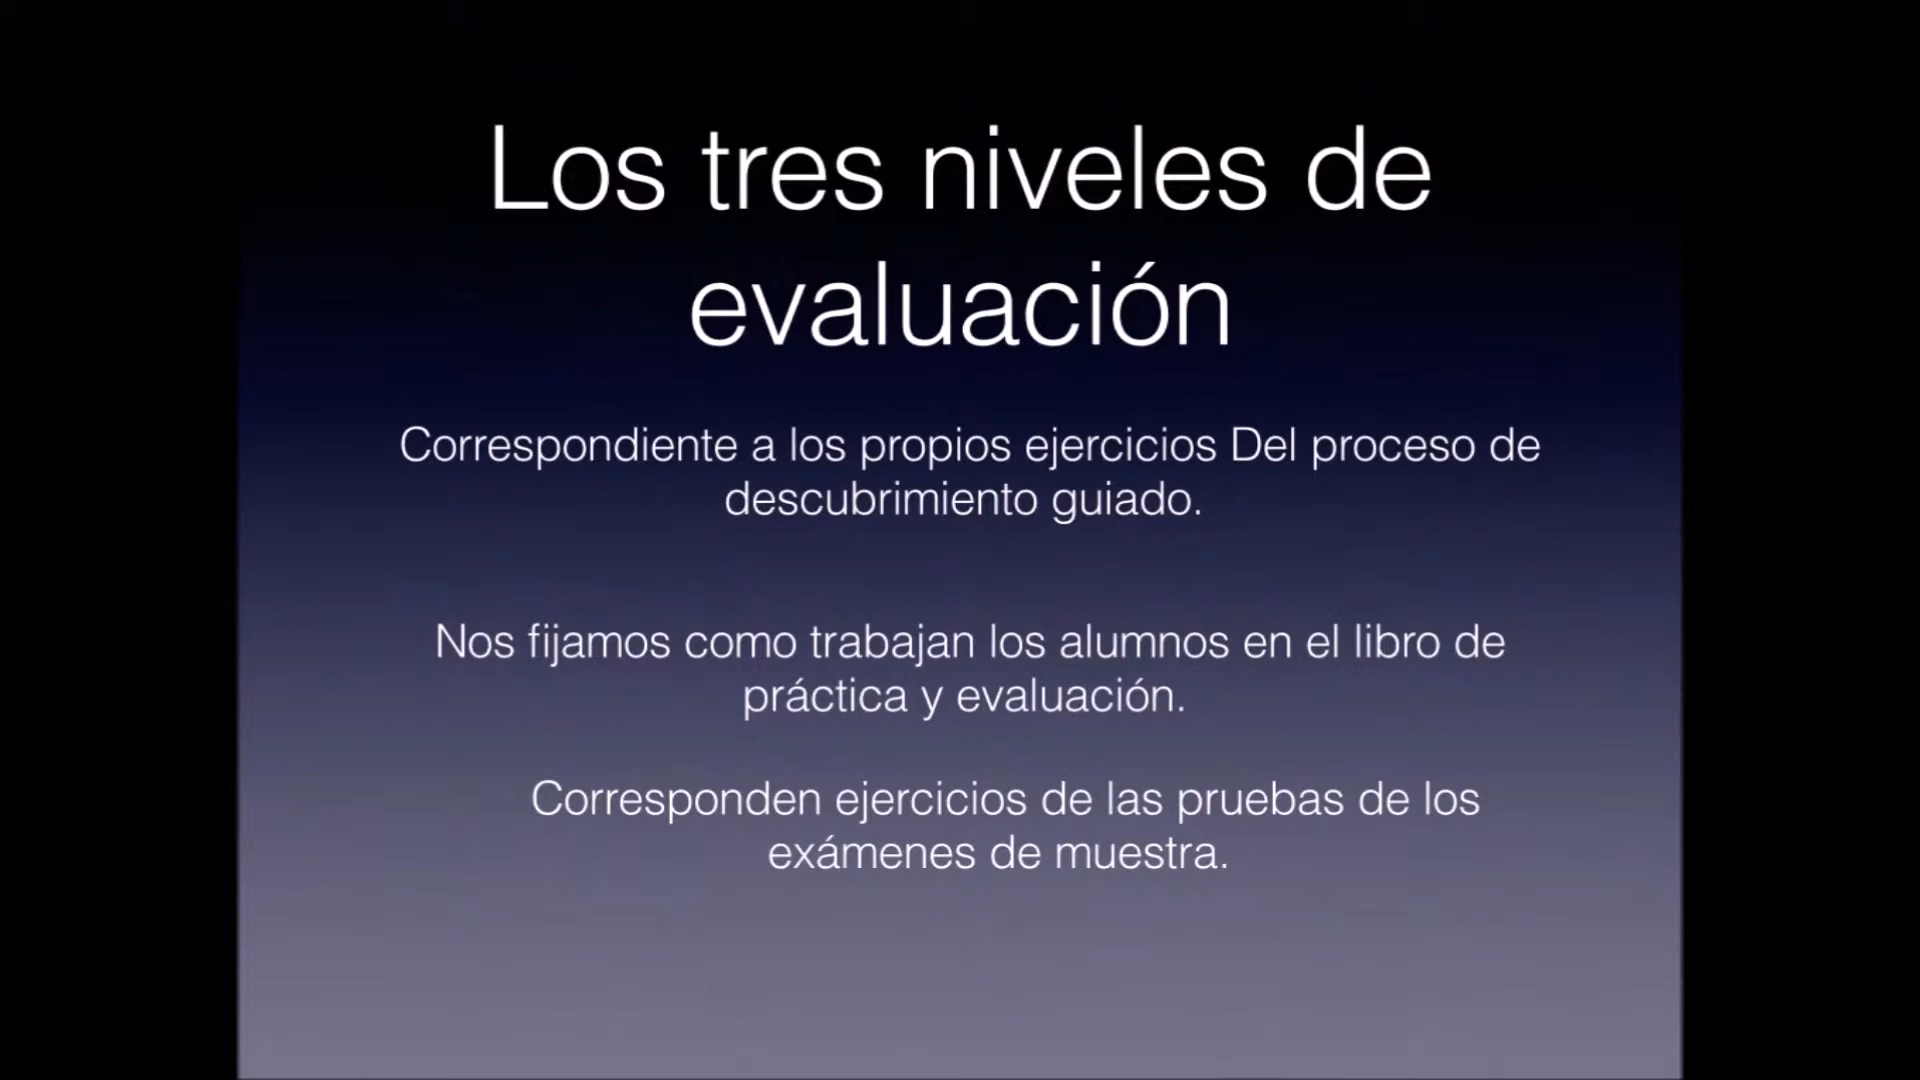 Los tres niveles de
evaluación
Correspondiente a los propios ejercicios Del proceso de
descubrimiento guiado.
Nos fijamos como trabajan los alumnos en el libro de
práctica y evaluación.
Corresponden ejercicios de las pruebas de los
exámenes de muestra.